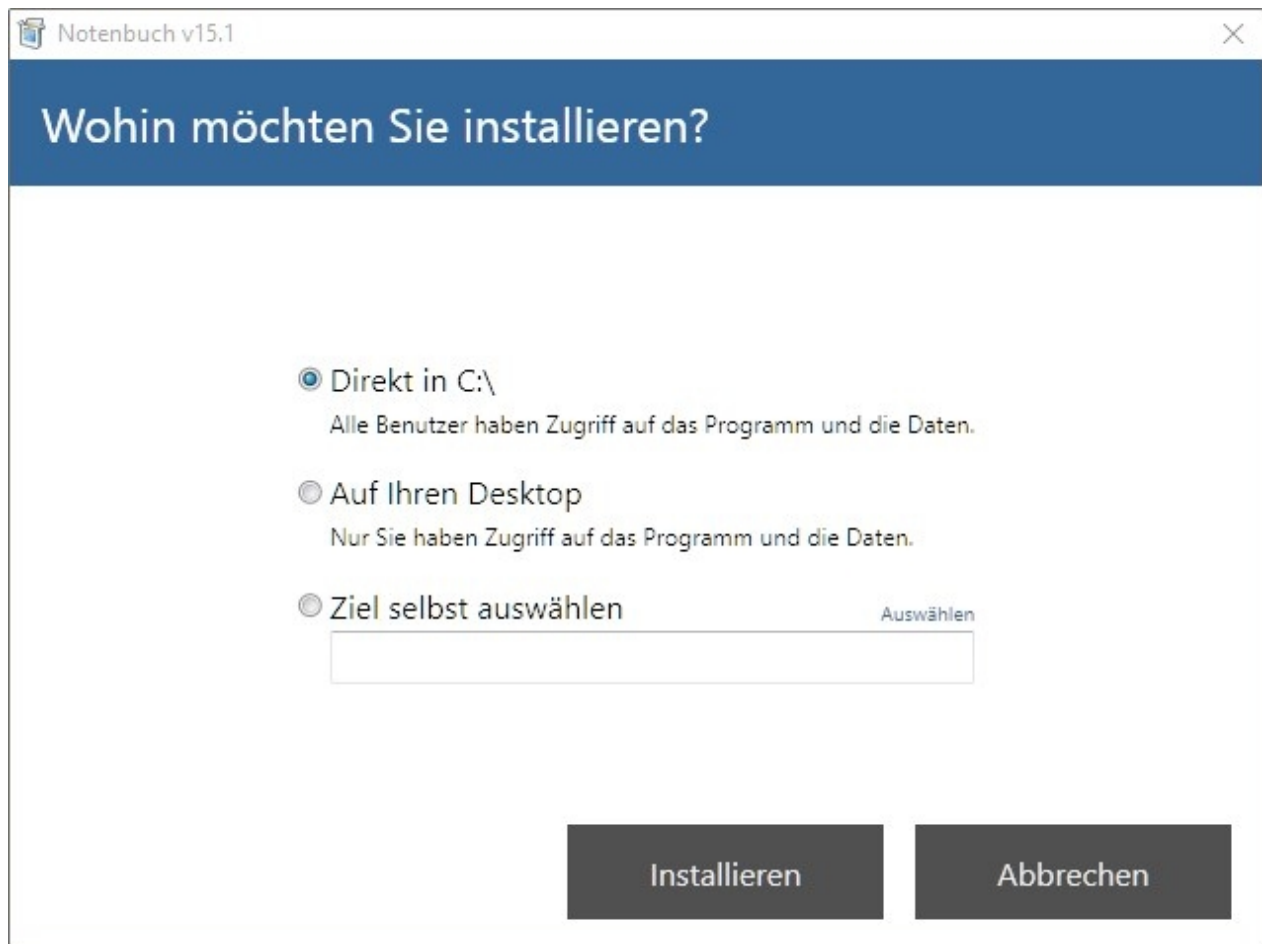 Notenbuch v15.1
Wohin möchten Sie installieren?
Direkt in C:\
Alle Benutzer haben Zugriff auf das Programm und die Daten.
Auf Ihren Desktop
Nur Sie haben Zugriff auf das Programm und die Daten.
Ziel selbst auswählen
Auswählen
Installieren
Abbrechen